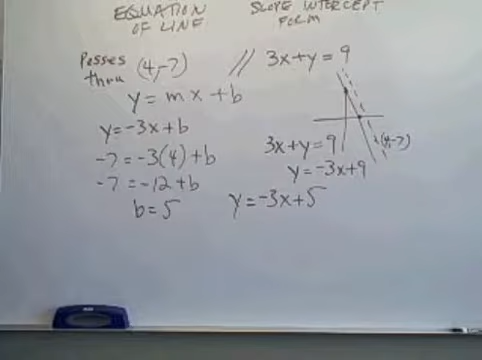 EQUATION OF LINE
SLOPE INTERCEPT FORM
Passes thru (4,-7) // 3x+y=9
y=mx+b
y=-3x+b
-7=-3(4)+b
-7=-12+b
b=5
(4,-7)
3x+y=9
y=-3x+9
y=-3x+5